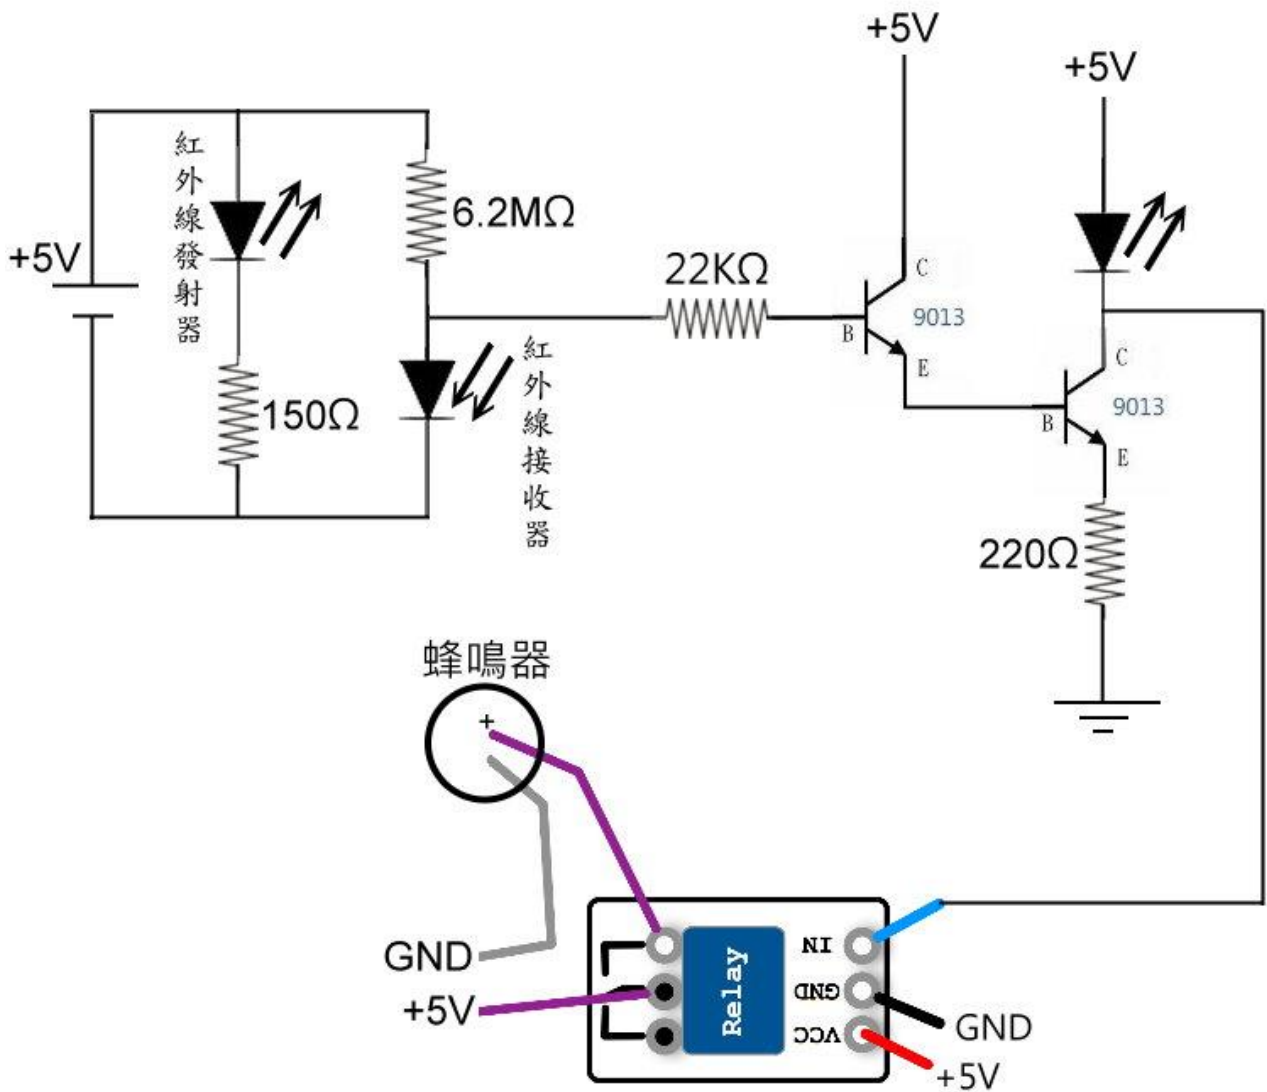 +5V
+5V
紅外線發射器
6.2MΩ
+5V
22KΩ
C
9013
B
E
紅外線接收器
150Ω
C
9013
B
E
220Ω
蜂鳴器
+
GND
+5V
Relay
IN
GND
VCC
GND
+5V